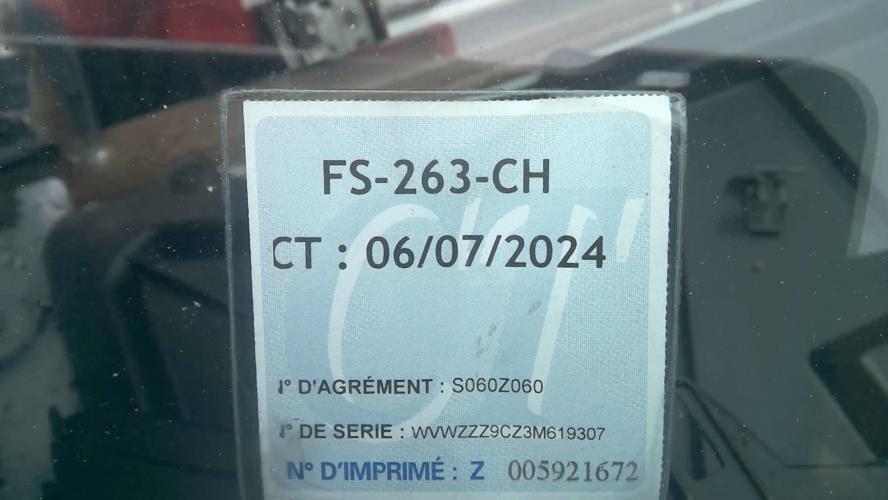 FS-263-CH
CT : 06/07/2024
N° D'AGRÉMENT : S060Z060
N° DE SERIE : WVWZZZ9CZ3M619307
N° D'IMPRIMÉ : Z 005921672